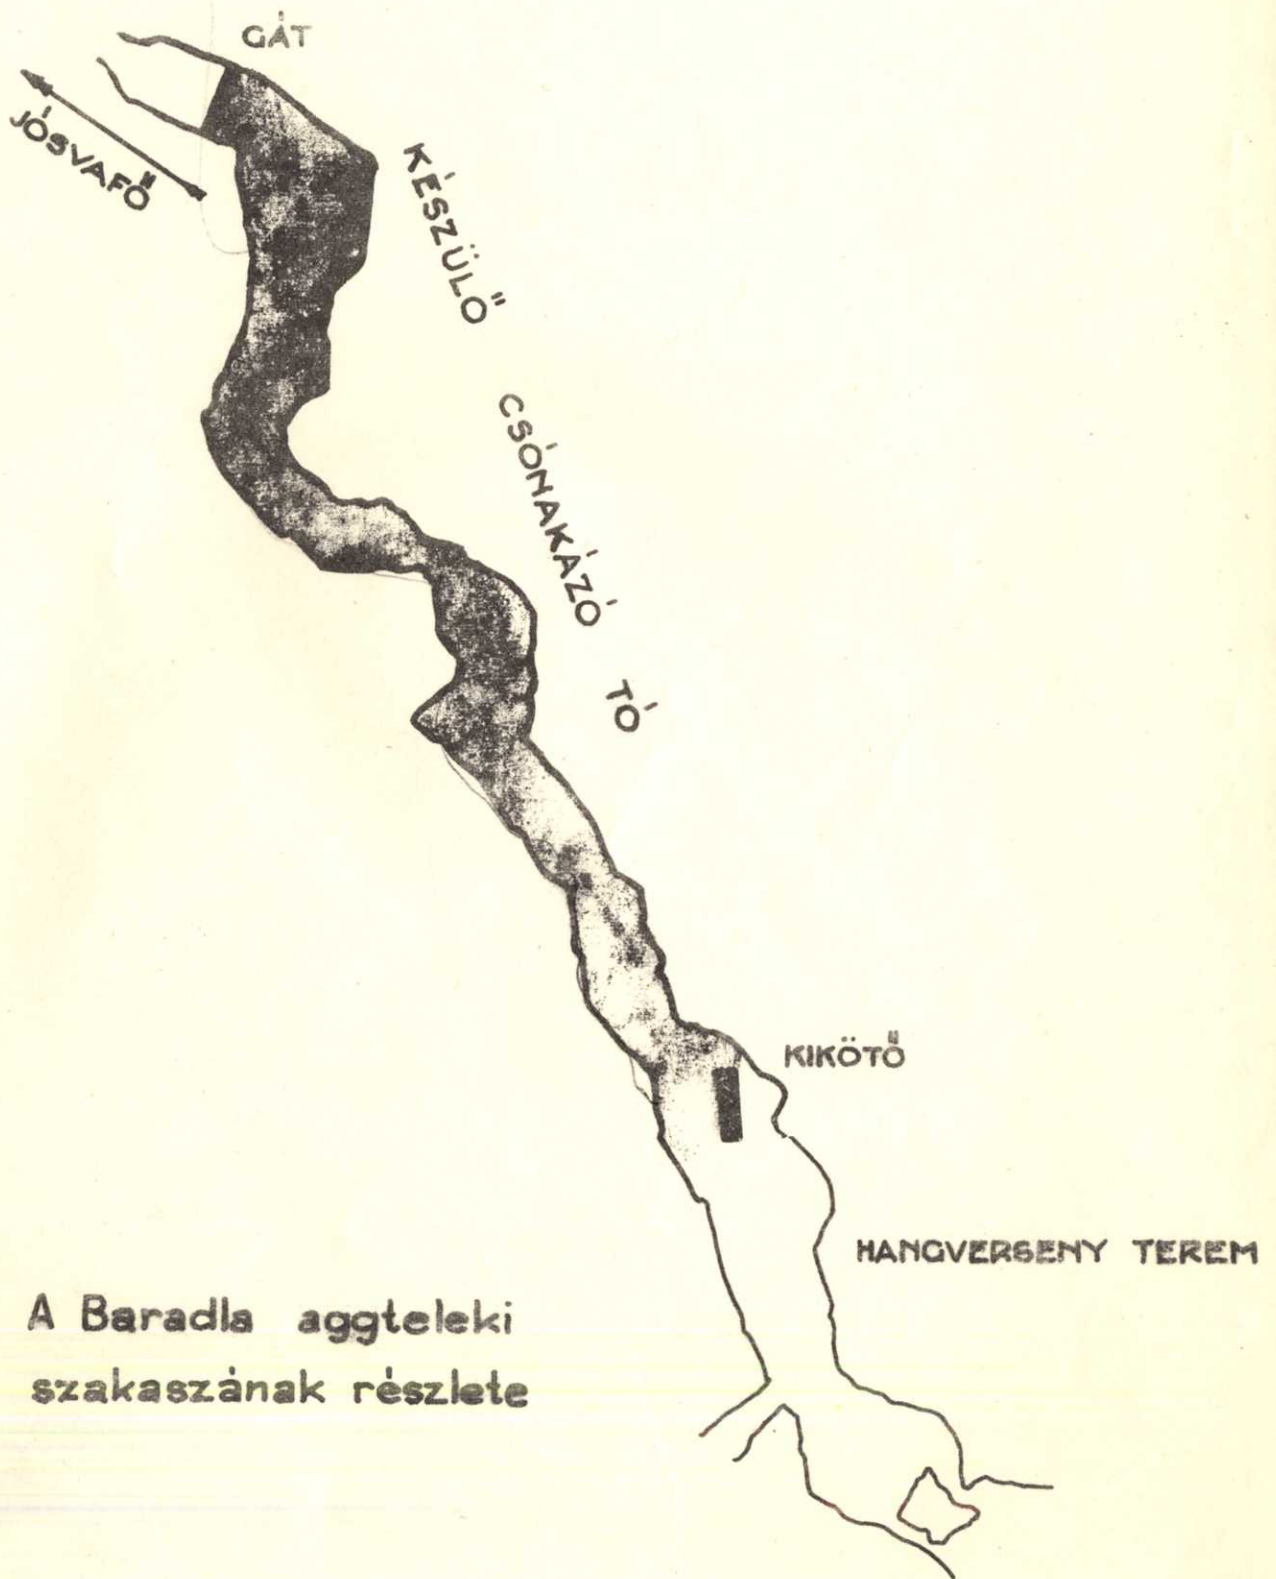 GÁT
JÓSVAFŐ
KÉSZÜLŐ
CSÓNAKÁZÓ
TÓ
KIKÖTŐ
HANGVERSENY TEREM
A Baradla aggteleki
szakaszának részlete